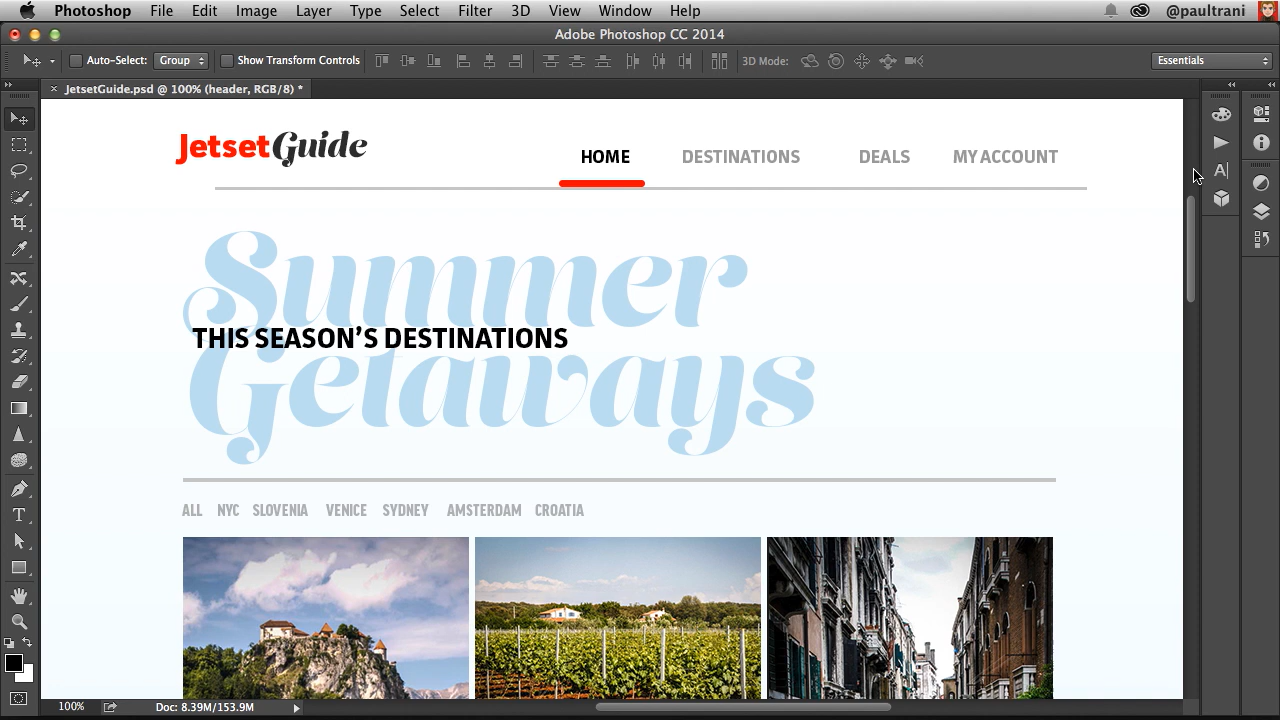 Photoshop File Edit Image Layer Type Select Filter 3D View Window Help @paultrani
Adobe Photoshop CC 2014
Auto-Select: Group Show Transform Controls 3D Mode: Essentials
× JetsetGuide.psd @ 100% (header, RGB/8) *
JetsetGuide
HOME DESTINATIONS DEALS MY ACCOUNT
Summer
THIS SEASON’S DESTINATIONS
Getaways
ALL NYC SLOVENIA VENICE SYDNEY AMSTERDAM CROATIA
100% Doc: 8.39M/153.9M